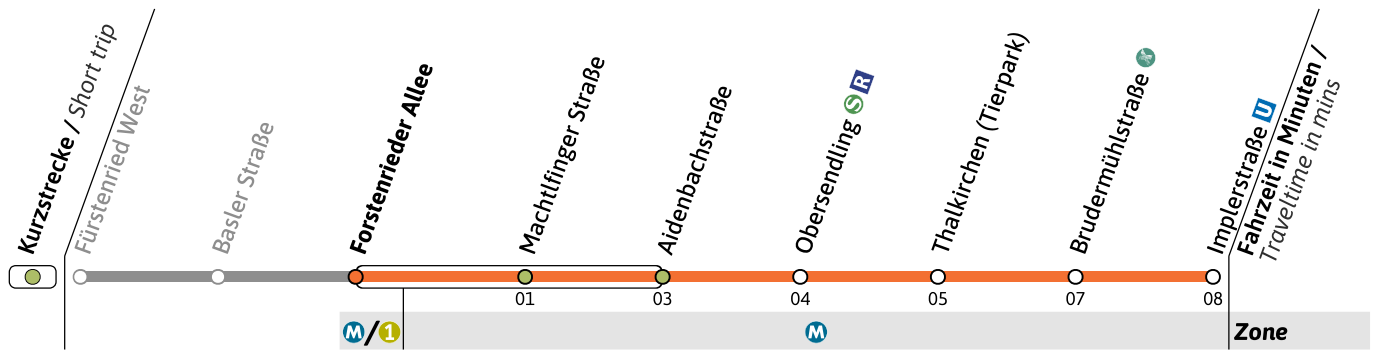 Kurzstrecke / Short trip
Fürstenried West
Basler Straße
Forstenrieder Allee
Machtlfinger Straße
Aidenbachstraße
Obersendling S R
Thalkirchen (Tierpark)
Brudermühlstraße
Implerstraße U
Fahrzeit in Minuten /
Traveltime in mins
01 03 04 05 07 08
M/1 M Zone